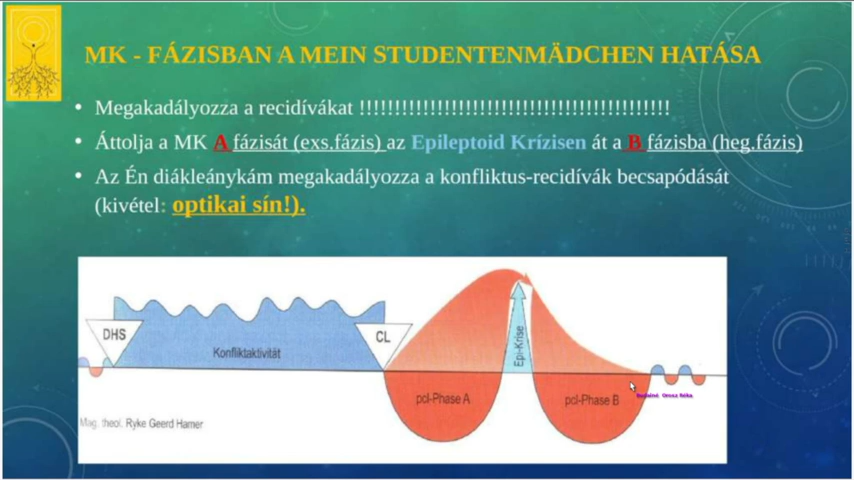 MK - FÁZISBAN A MEIN STUDENTENMÄDCHEN HATÁSA
• Megakadályozza a recidívákat !!!!!!!!!!!!!!!!!!!!!!!!!!!!!!!!!!!!!!!!!!!!!
• Áttolja a MK A fázisát (exs.fázis) az Epileptoid Krízisen át a B fázisba (heg.fázis)
• Az Én diákleánykám megakadályozza a konfliktus-recidívák becsapódását
(kivétel: optikai sín!).
DHS
CL
Konfliktaktivität
Epi-Krise
pcl-Phase A
pcl-Phase B
Mag. theol. Ryke Geerd Hamer
Orosz Réka